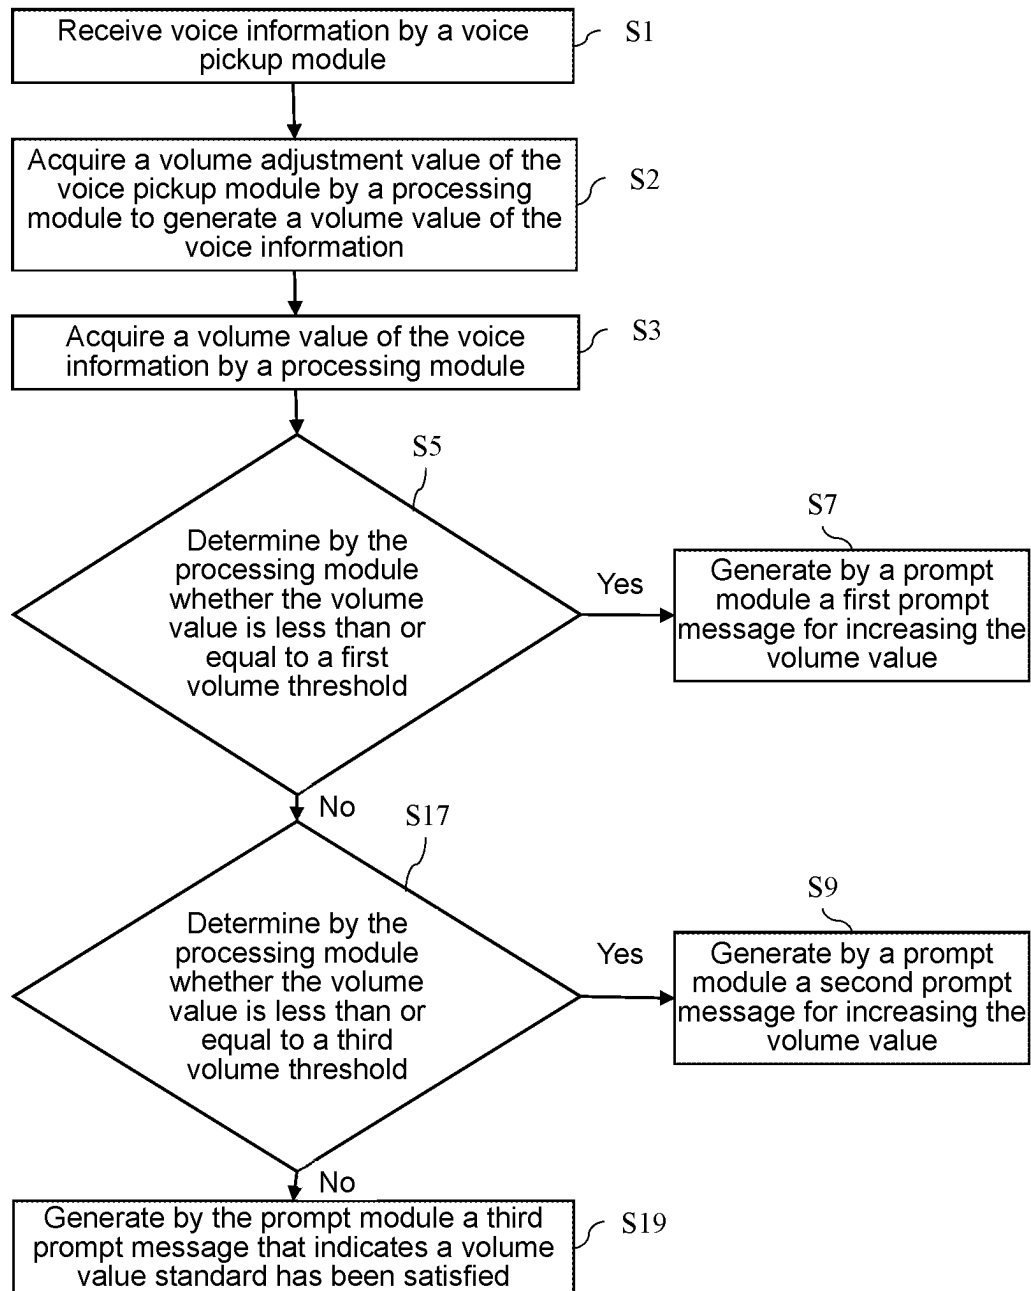 Receive voice information by a voice
pickup module
S1
Acquire a volume adjustment value of the
voice pickup module by a processing
module to generate a volume value of the
voice information
S2
Acquire a volume value of the voice
information by a processing module
S3
S5
Determine by the
processing module
whether the volume
value is less than or
equal to a first
volume threshold
Yes
S7
Generate by a prompt
module a first prompt
message for increasing the
volume value
No
S17
Determine by the
processing module
whether the volume
value is less than or
equal to a third
volume threshold
Yes
S9
Generate by a prompt
module a second prompt
message for increasing the
volume value
No
Generate by the prompt module a third
prompt message that indicates a volume
value standard has been satisfied
S19